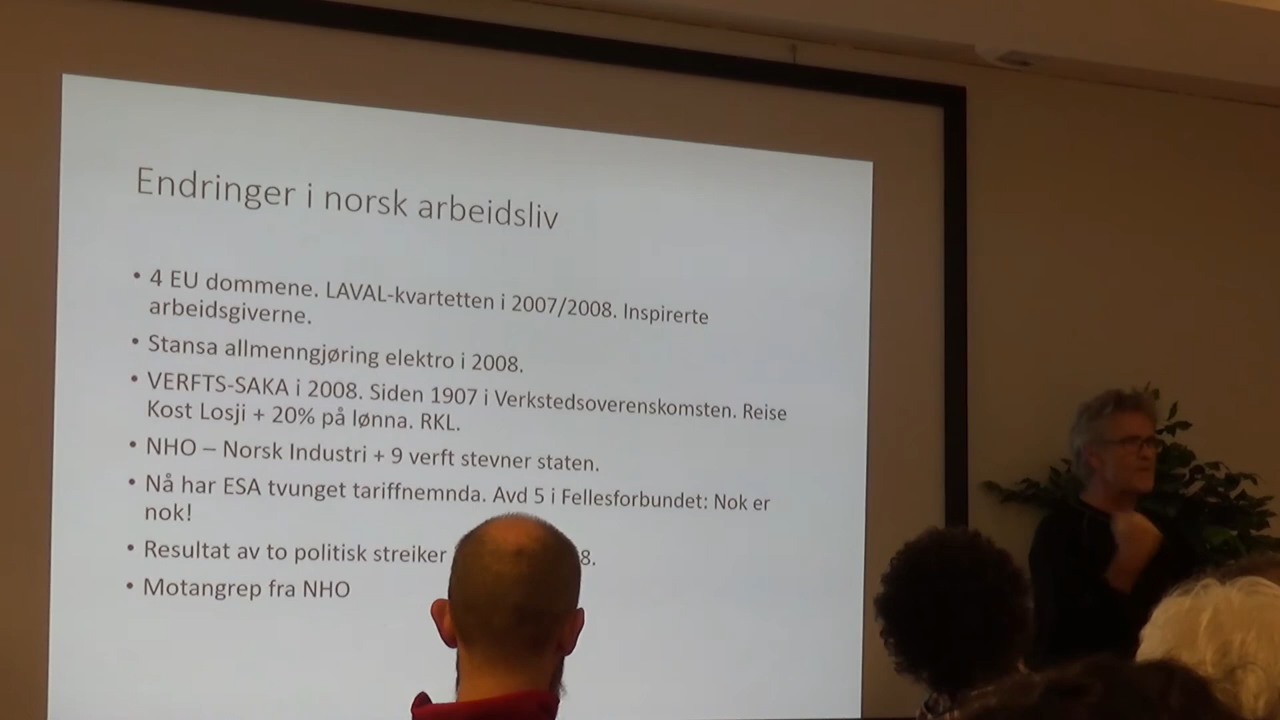 Endringer i norsk arbeidsliv
• 4 EU dommene. LAVAL-kvartetten i 2007/2008. Inspirerte
arbeidsgiverne.
• Stansa allmenngjøring elektro i 2008.
• VERFTS-SAKA i 2008. Siden 1907 i Verkstedsoverenskomsten. Reise
Kost Losji + 20% på lønna. RKL.
• NHO – Norsk Industri + 9 verft stevner staten.
• Nå har ESA tvunget tariffnemnda. Avd 5 i Fellesforbundet: Nok er
nok!
• Resultat av to politisk streiker 8.
• Motangrep fra NHO